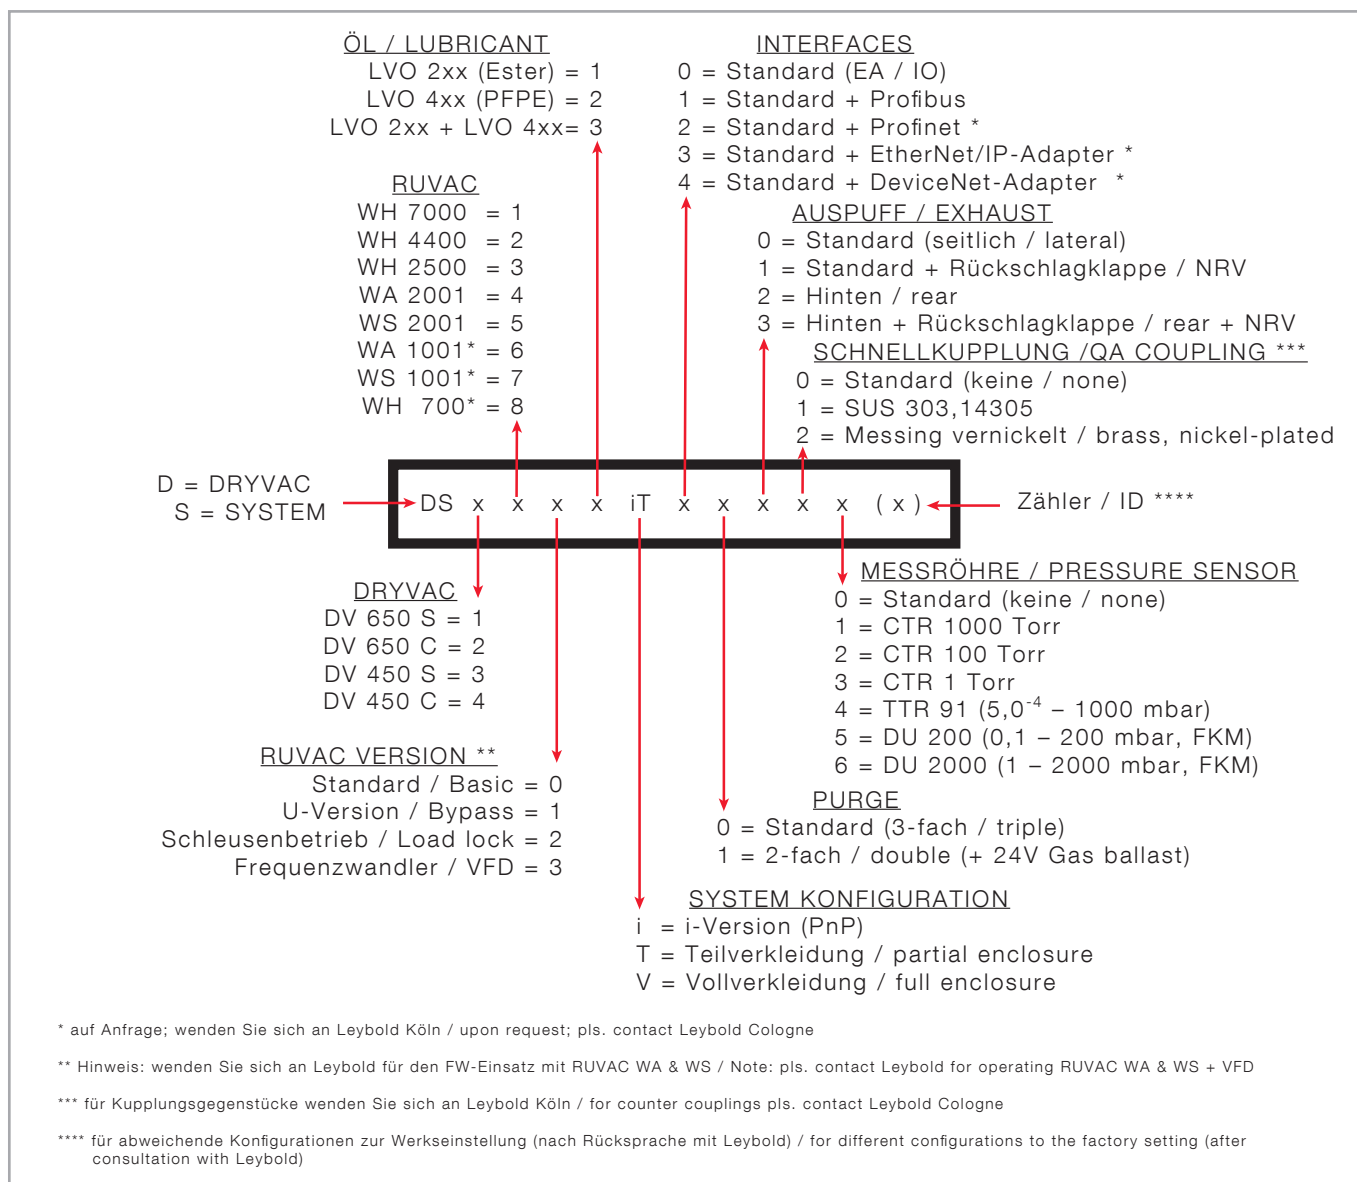 ÖL / LUBRICANT
LVO 2xx (Ester) = 1
LVO 4xx (PFPE) = 2
LVO 2xx + LVO 4xx= 3
INTERFACES
0 = Standard (EA / IO)
1 = Standard + Profibus
2 = Standard + Profinet *
3 = Standard + EtherNet/IP-Adapter *
4 = Standard + DeviceNet-Adapter *
RUVAC
WH 7000 = 1
WH 4400 = 2
WH 2500 = 3
WA 2001 = 4
WS 2001 = 5
WA 1001* = 6
WS 1001* = 7
WH 700* = 8
AUSPUFF / EXHAUST
0 = Standard (seitlich / lateral)
1 = Standard + Rückschlagklappe / NRV
2 = Hinten / rear
3 = Hinten + Rückschlagklappe / rear + NRV
SCHNELLKUPPLUNG /QA COUPLING ***
0 = Standard (keine / none)
1 = SUS 303,14305
2 = Messing vernickelt / brass, nickel-plated
D = DRYVAC
S = SYSTEM
DS x x x x iT x x x x x ( x )
Zähler / ID ****
DRYVAC
DV 650 S = 1
DV 650 C = 2
DV 450 S = 3
DV 450 C = 4
MESSRÖHRE / PRESSURE SENSOR
0 = Standard (keine / none)
1 = CTR 1000 Torr
2 = CTR 100 Torr
3 = CTR 1 Torr
4 = TTR 91 (5,0⁻⁴ – 1000 mbar)
5 = DU 200 (0,1 – 200 mbar, FKM)
6 = DU 2000 (1 – 2000 mbar, FKM)
RUVAC VERSION **
Standard / Basic = 0
U-Version / Bypass = 1
Schleusenbetrieb / Load lock = 2
Frequenzwandler / VFD = 3
PURGE
0 = Standard (3-fach / triple)
1 = 2-fach / double (+ 24V Gas ballast)
SYSTEM KONFIGURATION
i = i-Version (PnP)
T = Teilverkleidung / partial enclosure
V = Vollverkleidung / full enclosure
* auf Anfrage; wenden Sie sich an Leybold Köln / upon request; pls. contact Leybold Cologne
** Hinweis: wenden Sie sich an Leybold für den FW-Einsatz mit RUVAC WA & WS / Note: pls. contact Leybold for operating RUVAC WA & WS + VFD
*** für Kupplungsgegenstücke wenden Sie sich an Leybold Köln / for counter couplings pls. contact Leybold Cologne
**** für abweichende Konfigurationen zur Werkseinstellung (nach Rücksprache mit Leybold) / for different configurations to the factory setting (after
consultation with Leybold)